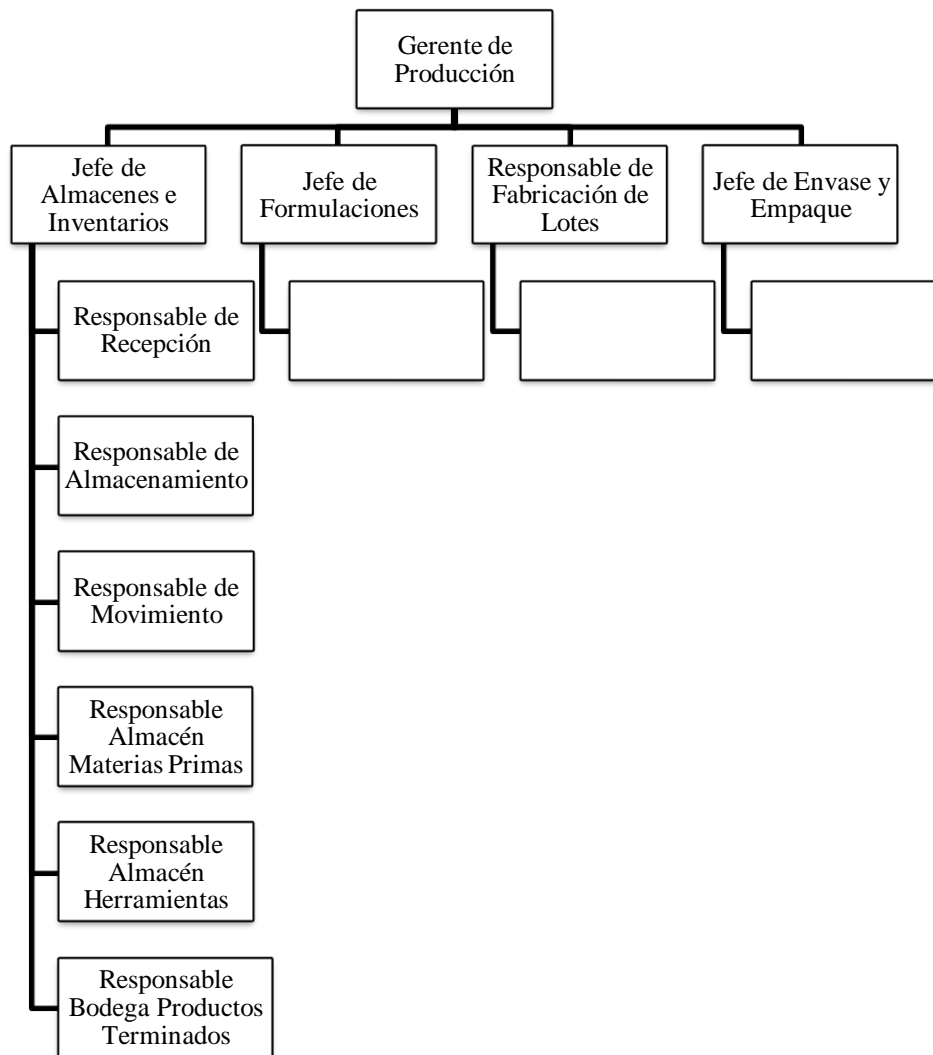 Gerente de
Producción
Jefe de
Almacenes e
Inventarios
Jefe de
Formulaciones
Responsable de
Fabricación de
Lotes
Jefe de Envase y
Empaque
Responsable de
Recepción
Responsable de
Almacenamiento
Responsable de
Movimiento
Responsable
Almacén
Materias Primas
Responsable
Almacén
Herramientas
Responsable
Bodega Productos
Terminados